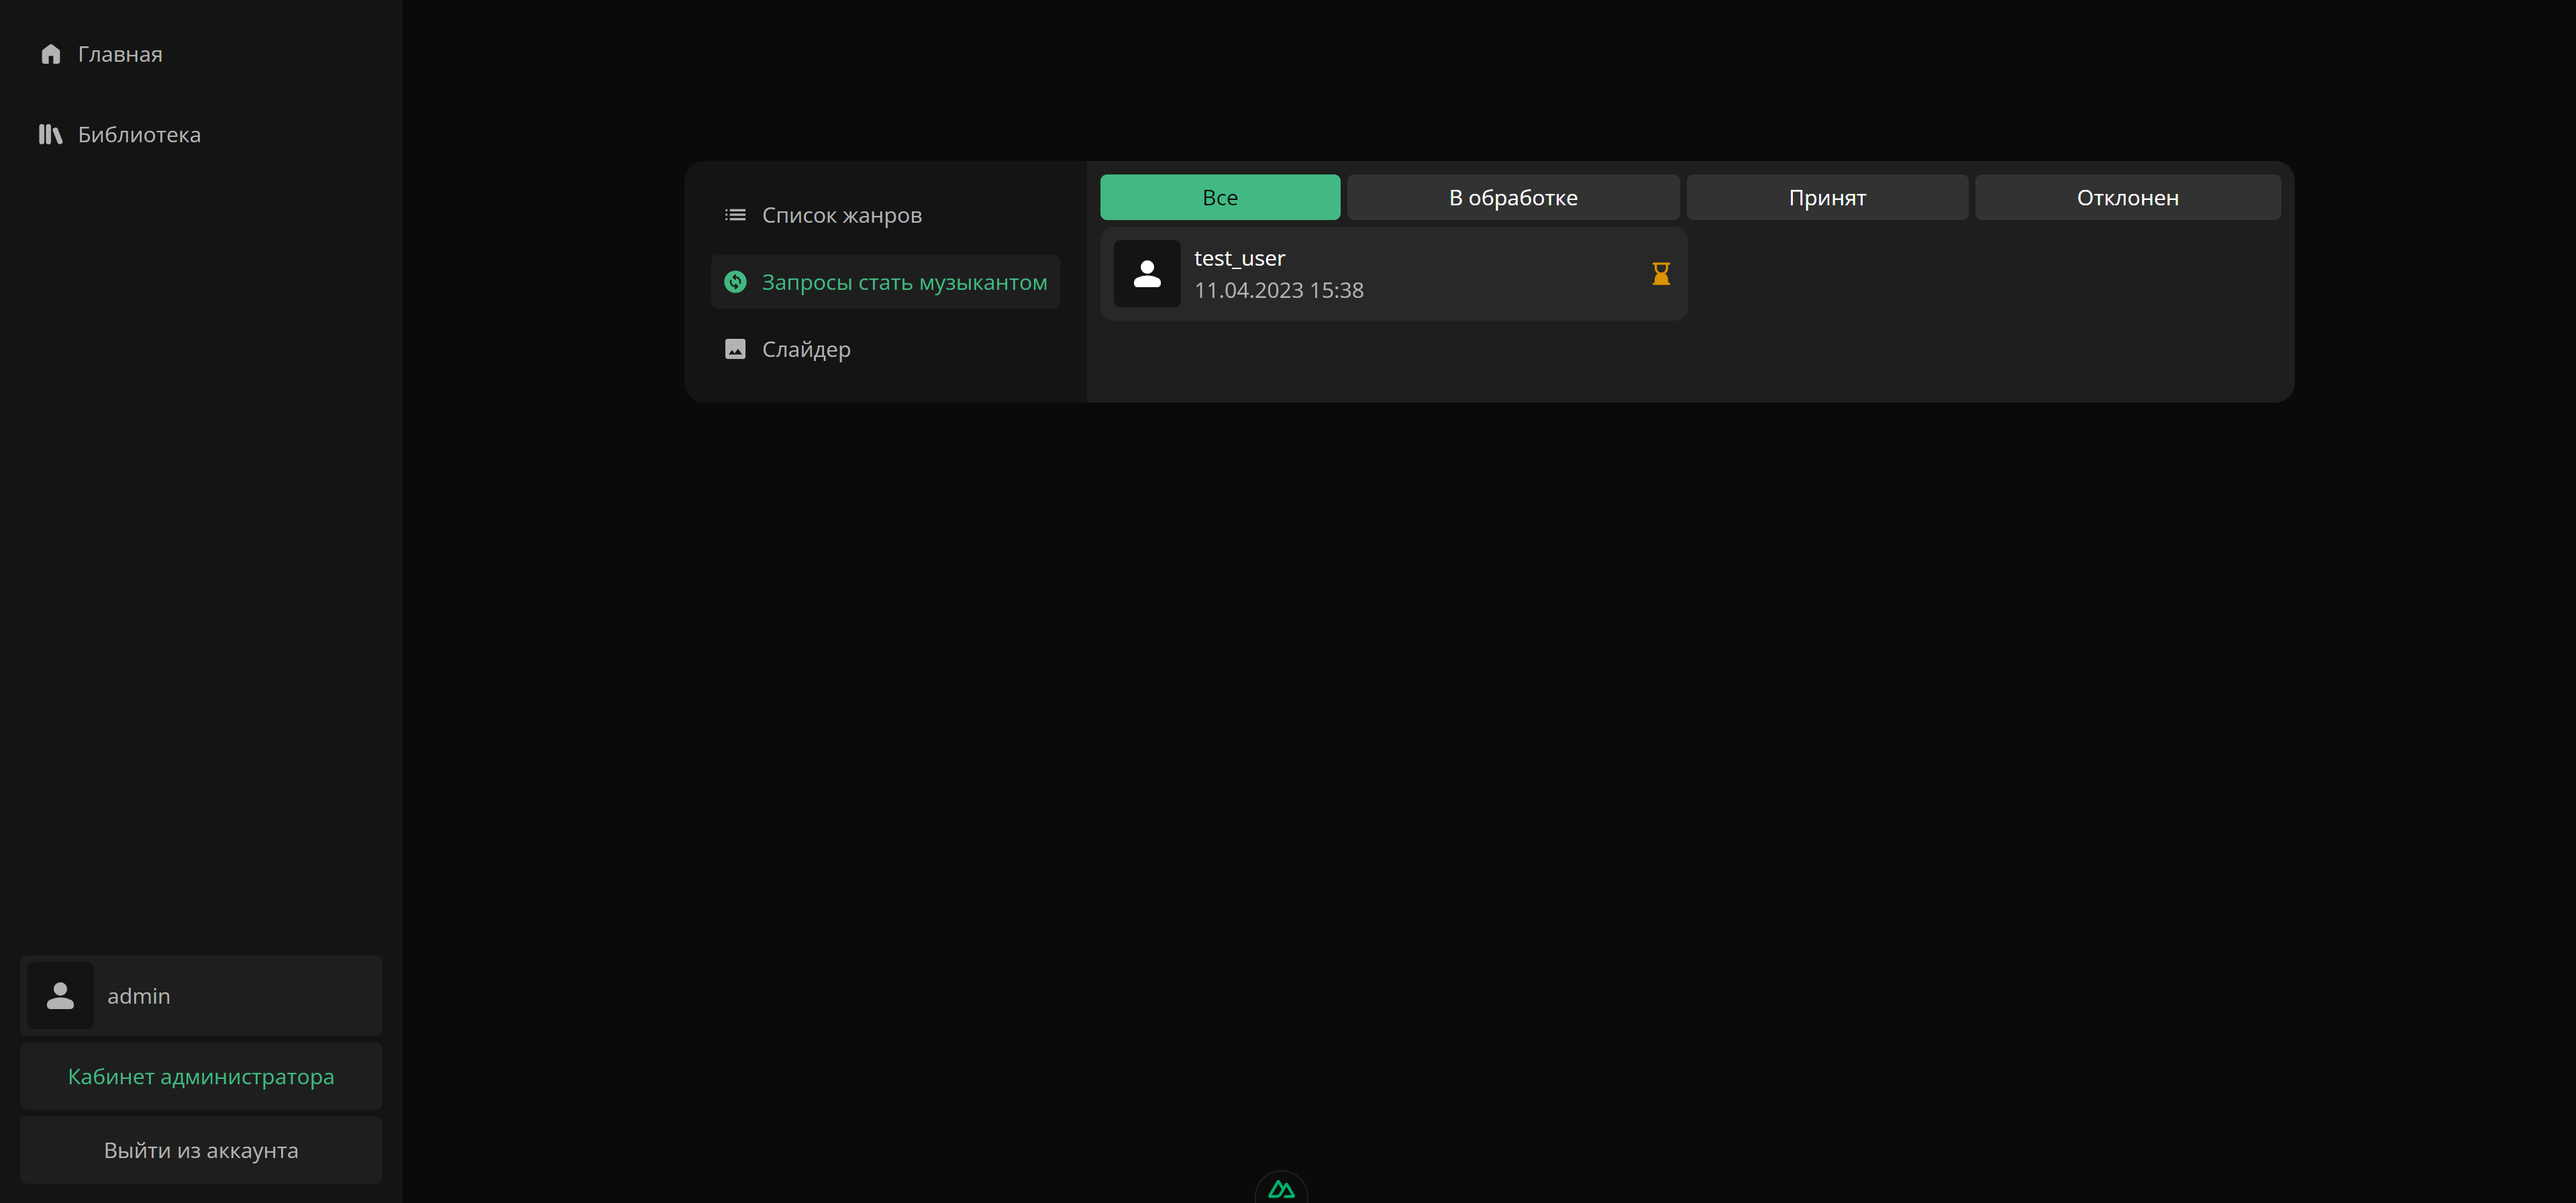 Главная
Библиотека
Список жанров
Запросы стать музыкантом
Слайдер
Все
В обработке
Принят
Отклонен
test_user
11.04.2023 15:38
admin
Кабинет администратора
Выйти из аккаунта